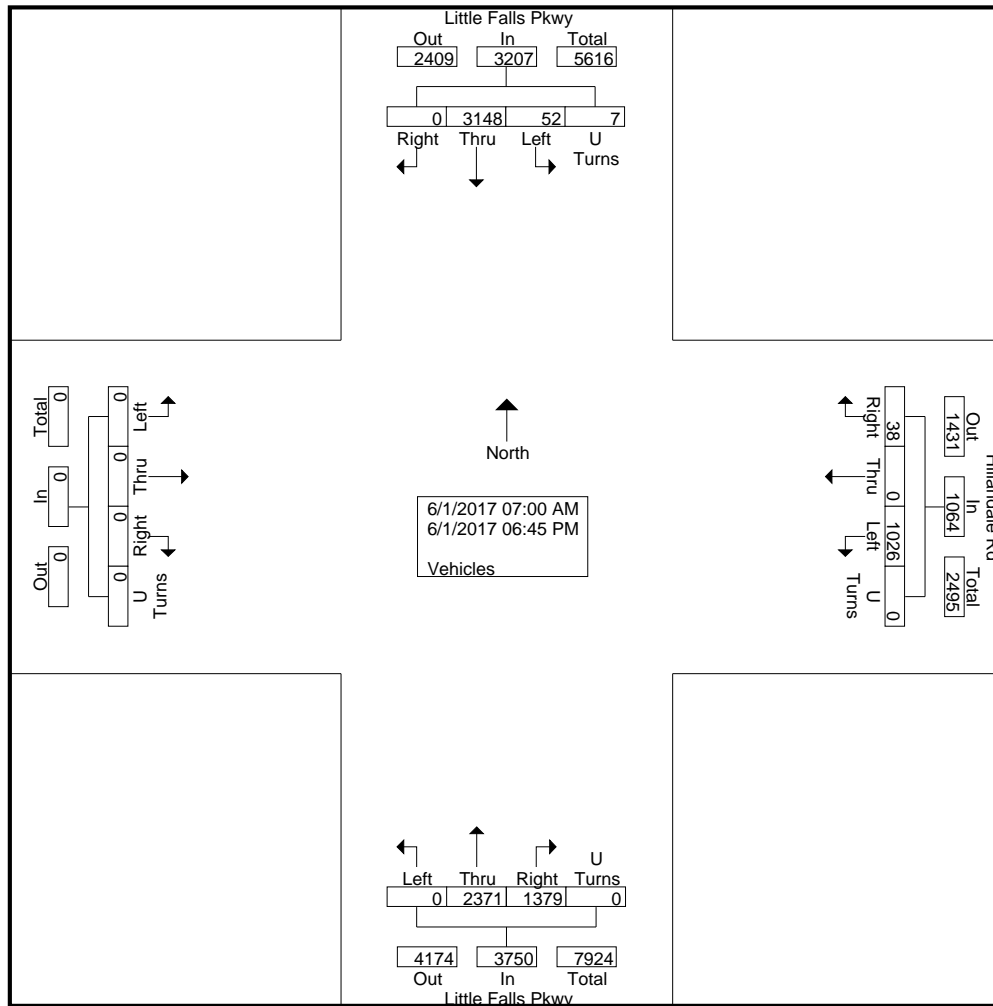 Little Falls Pkwy
Out In Total
2409 3207 5616
0 3148 52 7
Right Thru Left U
Turns
Total In Out
0 0 0
0 0 0 0
Left Thru Right U
Turns
North
6/1/2017 07:00 AM
6/1/2017 06:45 PM
Vehicles
Rd
Out In Total
1431 1064 2495
38 0 1026 0
Right Thru Left U
Turns
U
Left Thru Right Turns
0 2371 1379 0
4174 3750 7924
Out In Total
Little Falls Pkwy